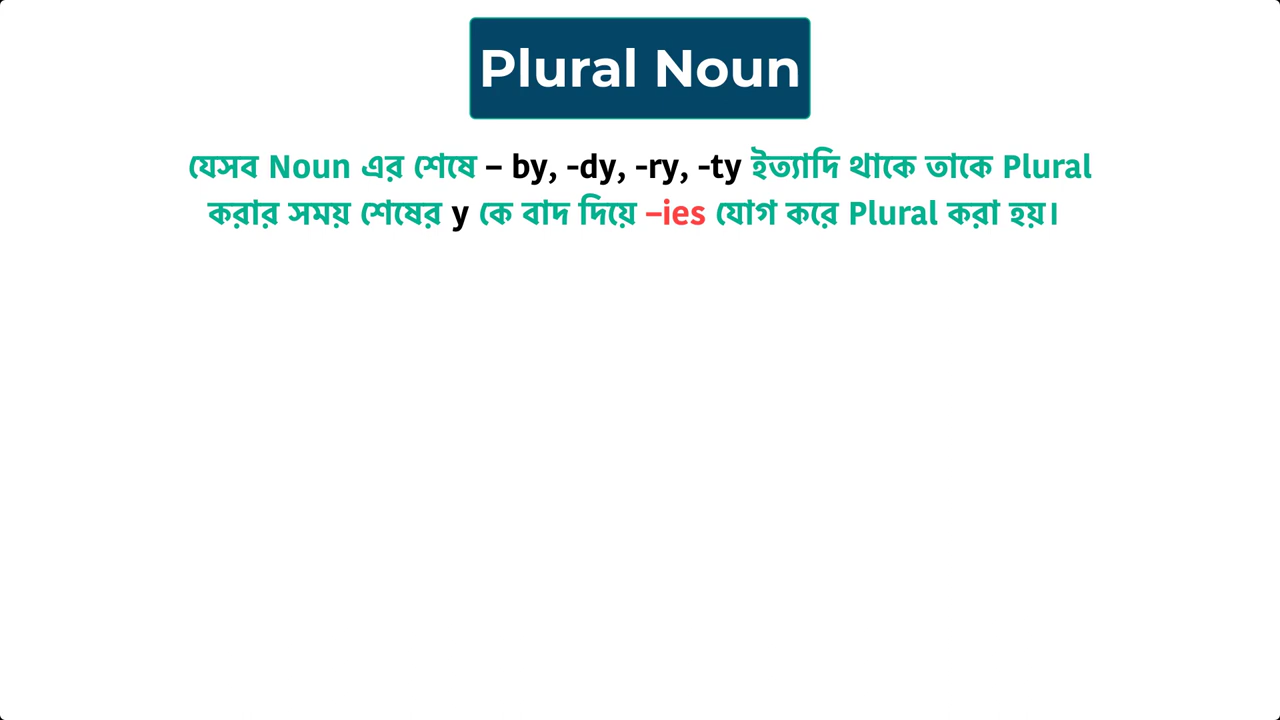 Plural Noun
যেসব Noun এর শেষে – by, -dy, -ry, -ty ইত্যাদি থাকে তাকে Plural
করার সময় শেষের y কে বাদ দিয়ে –ies যোগ করে Plural করা হয়।